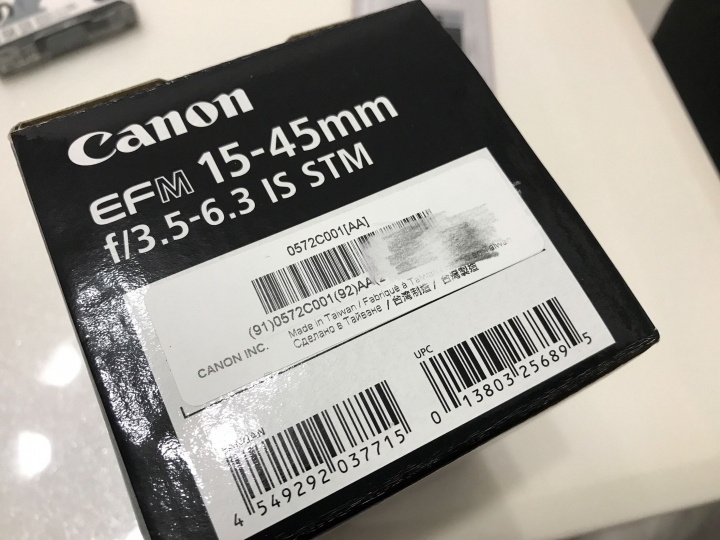 Canon
EFM 15-45mm
f/3.5-6.3 IS STM
0572C001[AA]
(91)0572C001(92)AA
Made in Taiwan / Fabriqué à
Сделано в Тайване / 台灣制造 / 台湾製造
CANON INC.
UPC
0 13803 25689 5
4 549292 037715